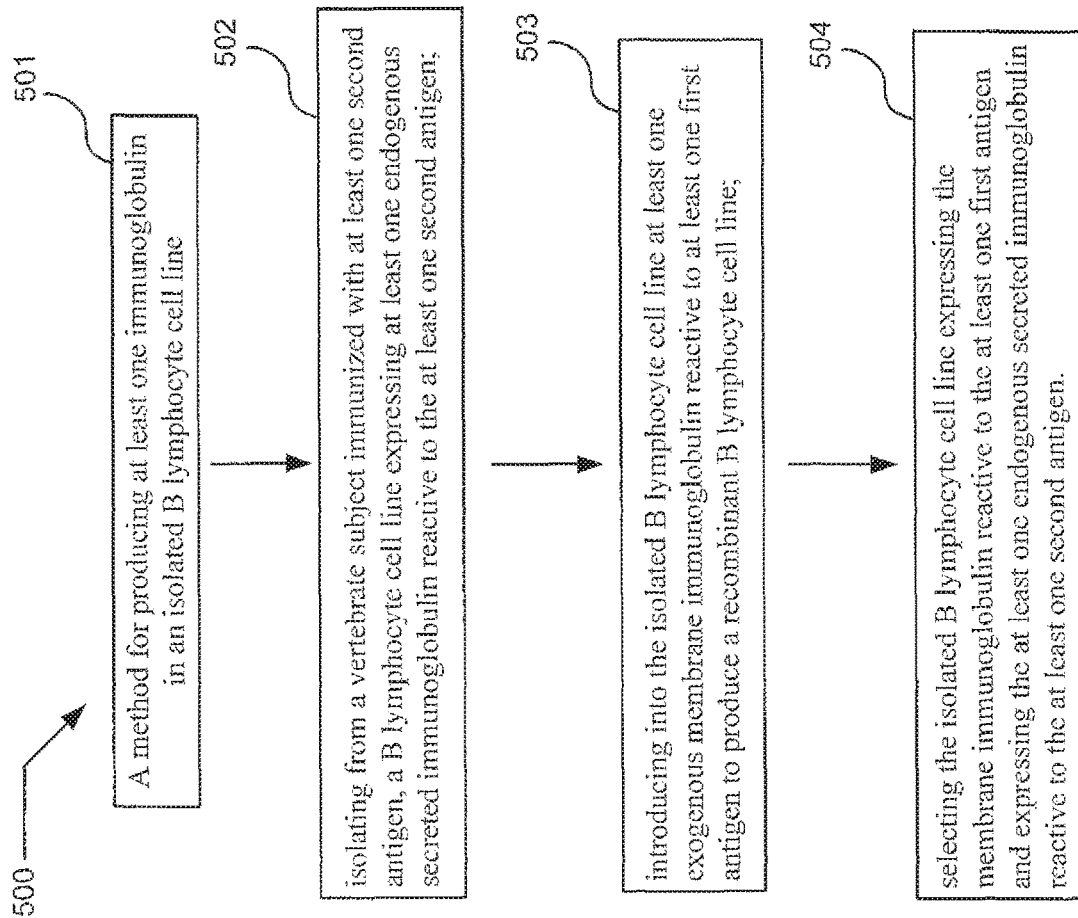 500
501
A method for producing at least one immunoglobulin
in an isolated B lymphocyte cell line
502
isolating from a vertebrate subject immunized with at least one second
antigen, a B lymphocyte cell line expressing at least one endogenous
secreted immunoglobulin reactive to the at least one second antigen;
503
introducing into the isolated B lymphocyte cell line at least one
exogenous membrane immunoglobulin reactive to at least one first
antigen to produce a recombinant B lymphocyte cell line;
504
selecting the isolated B lymphocyte cell line expressing the
membrane immunoglobulin reactive to the at least one first antigen
and expressing the at least one endogenous secreted immunoglobulin
reactive to the at least one second antigen.